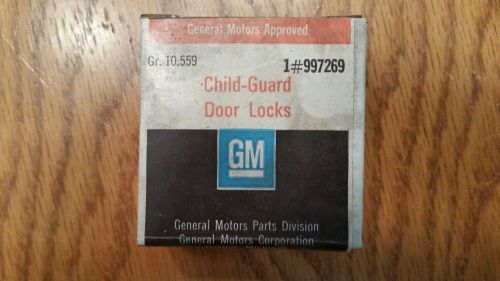 General Motors Approved
Gr. 10.559 1#997269
Child-Guard
Door Locks
GM
General Motors Parts Division
General Motors Corporation